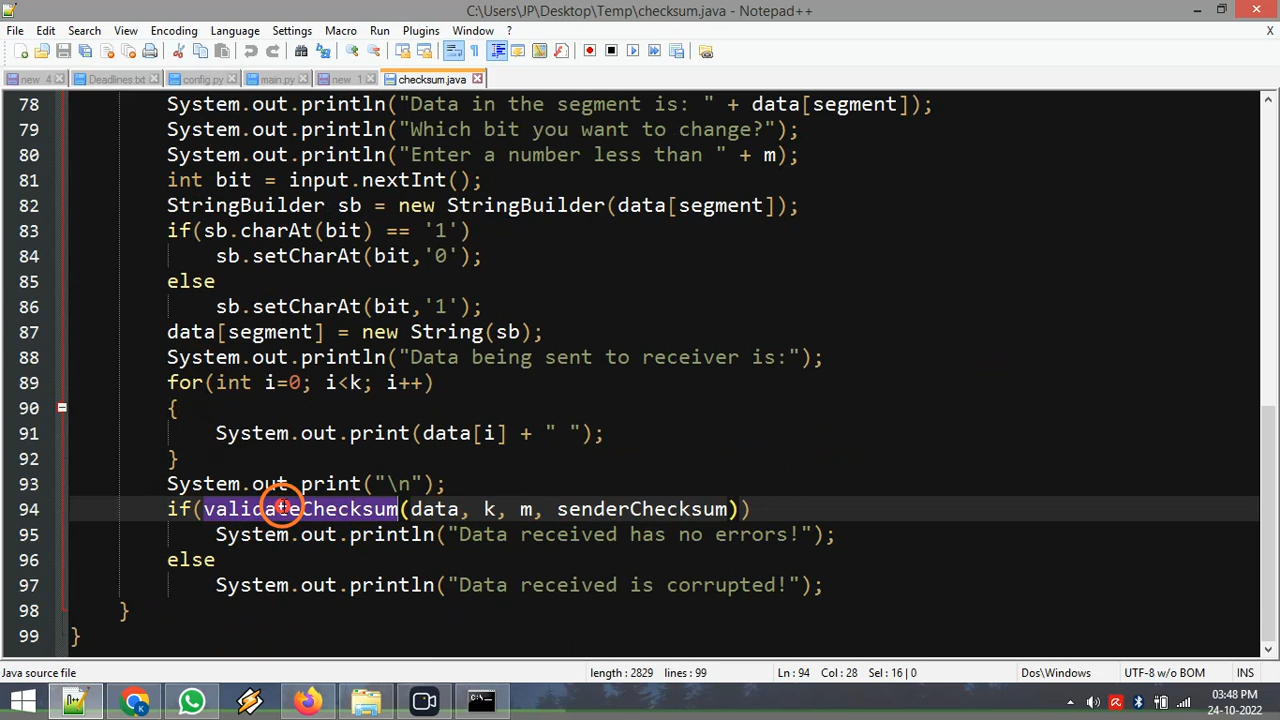 C:\Users\JP\Desktop\Temp\checksum.java - Notepad++
File Edit Search View Encoding Language Settings Macro Run Plugins Window ? X
new 4 Deadlines.txt config.py main.py new 1 checksum.java
78 System.out.println("Data in the segment is: " + data[segment]);
79 System.out.println("Which bit you want to change?");
80 System.out.println("Enter a number less than " + m);
81 int bit = input.nextInt();
82 StringBuilder sb = new StringBuilder(data[segment]);
83 if(sb.charAt(bit) == '1')
84 sb.setCharAt(bit,'0');
85 else
86 sb.setCharAt(bit,'1');
87 data[segment] = new String(sb);
88 System.out.println("Data being sent to receiver is:");
89 for(int i=0; i<k; i++)
90 {
91 System.out.print(data[i] + " ");
92 }
93 System.out.print("\n");
94 if(validateChecksum(data, k, m, senderChecksum))
95 System.out.println("Data received has no errors!");
96 else
97 System.out.println("Data received is corrupted!");
98 }
99 }
Java source file length : 2829 lines : 99 Ln : 94 Col : 28 Sel : 16 | 0 Dos\Windows UTF-8 w/o BOM INS
03:48 PM
24-10-2022